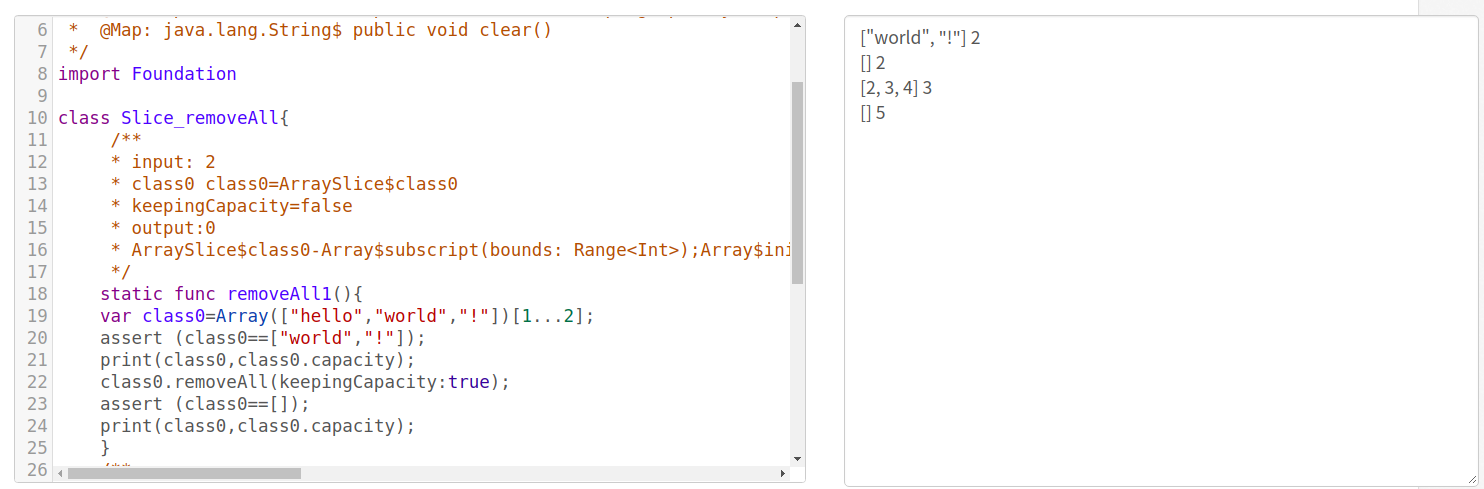 6 *  @Map: java.lang.String$ public void clear()
7 */
8 import Foundation
9
10 class Slice_removeAll{
11 /**
12 * input: 2
13 * class0 class0=ArraySlice$class0
14 * keepingCapacity=false
15 * output:0
16 * ArraySlice$class0-Array$subscript(bounds: Range<Int>);Array$ini
17 */
18 static func removeAll1(){
19 var class0=Array(["hello","world","!"])[1...2];
20 assert (class0==["world","!"]);
21 print(class0,class0.capacity);
22 class0.removeAll(keepingCapacity:true);
23 assert (class0==[]);
24 print(class0,class0.capacity);
25 }
26 /**
["world", "!"] 2
[] 2
[2, 3, 4] 3
[] 5